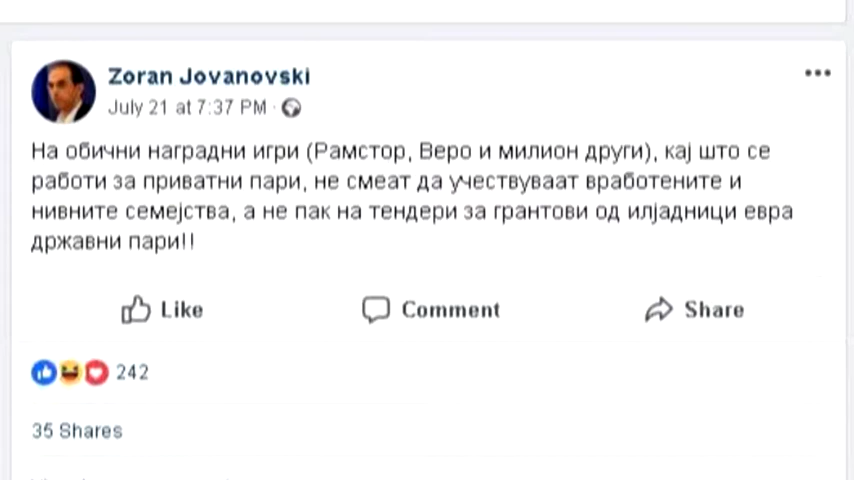 Zoran Jovanovski
July 21 at 7:37 PM ·
На обични наградни игри (Рамстор, Веро и милион други), кај што се
работи за приватни пари, не смеат да учествуваат вработените и
нивните семејства, а не пак на тендери за грантови од илјадници евра
државни пари!!
Like Comment Share
242
35 Shares